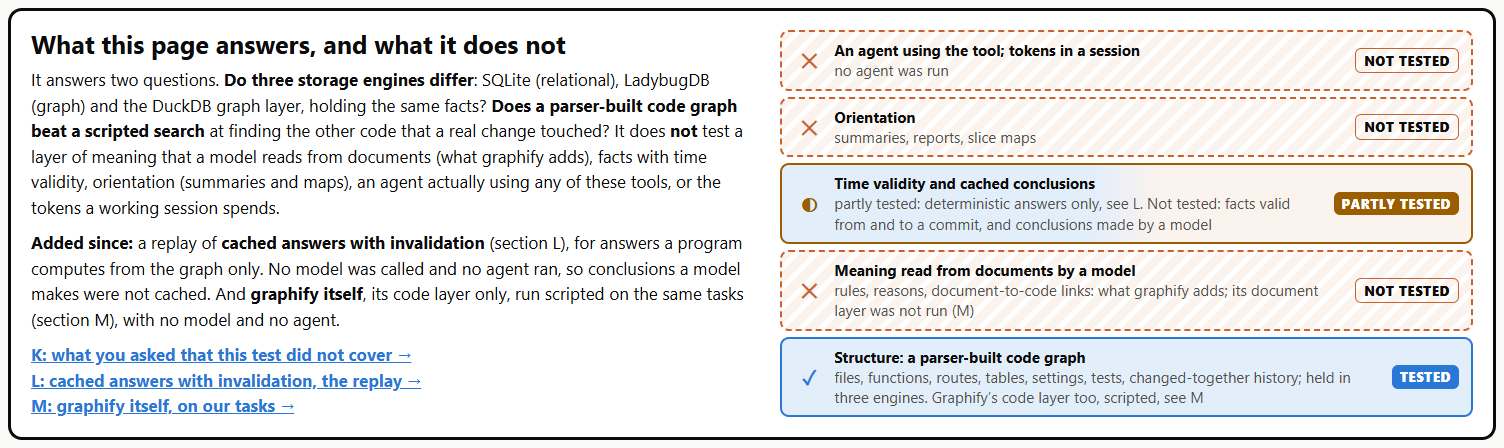 What this page answers, and what it does not
It answers two questions. Do three storage engines differ: SQLite (relational), LadybugDB
(graph) and the DuckDB graph layer, holding the same facts? Does a parser-built code graph
beat a scripted search at finding the other code that a real change touched? It does not test a
layer of meaning that a model reads from documents (what graphify adds), facts with time
validity, orientation (summaries and maps), an agent actually using any of these tools, or the
tokens a working session spends.
Added since: a replay of cached answers with invalidation (section L), for answers a program
computes from the graph only. No model was called and no agent ran, so conclusions a model
makes were not cached. And graphify itself, its code layer only, run scripted on the same tasks
(section M), with no model and no agent.
K: what you asked that this test did not cover →
L: cached answers with invalidation, the replay →
M: graphify itself, on our tasks →
An agent using the tool; tokens in a session
no agent was run
NOT TESTED
Orientation
summaries, reports, slice maps
NOT TESTED
Time validity and cached conclusions
partly tested: deterministic answers only, see L. Not tested: facts valid
from and to a commit, and conclusions made by a model
PARTLY TESTED
Meaning read from documents by a model
rules, reasons, document-to-code links: what graphify adds; its document
layer was not run (M)
NOT TESTED
Structure: a parser-built code graph
files, functions, routes, tables, settings, tests, changed-together history; held in
three engines. Graphify's code layer too, scripted, see M
TESTED